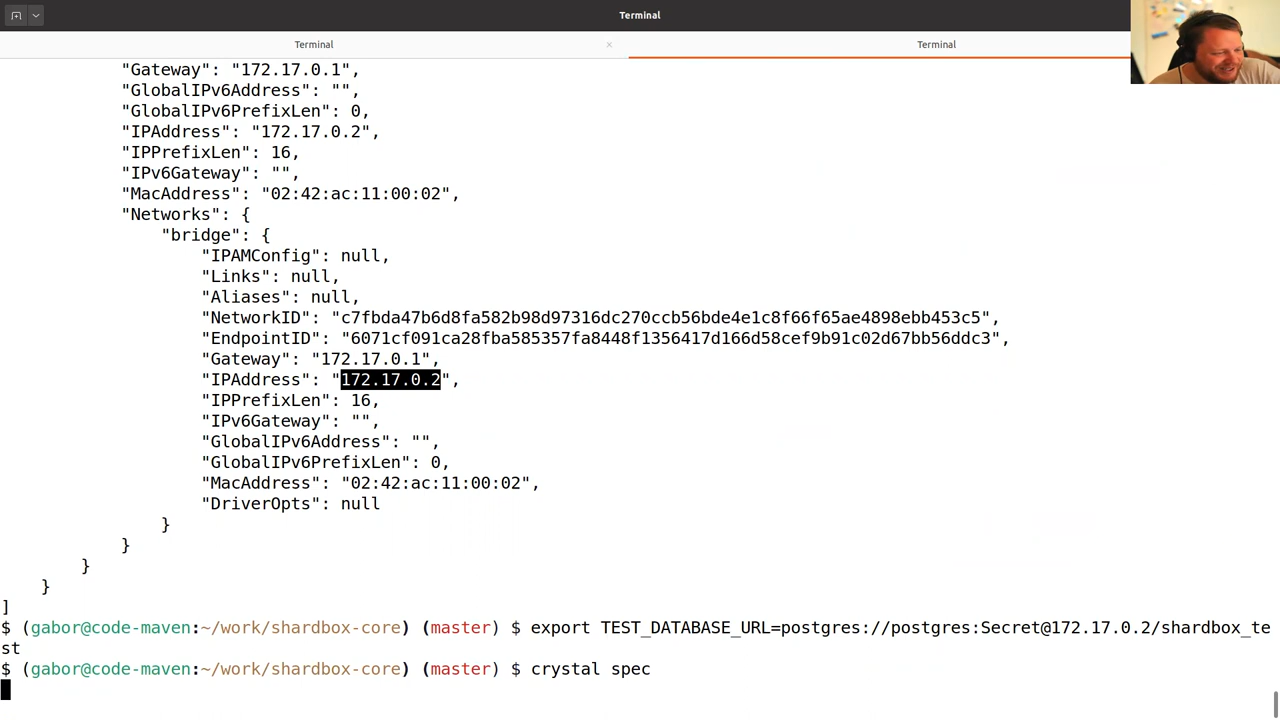 Terminal
Terminal
×
Terminal
"Gateway": "172.17.0.1",
"GlobalIPv6Address": "",
"GlobalIPv6PrefixLen": 0,
"IPAddress": "172.17.0.2",
"IPPrefixLen": 16,
"IPv6Gateway": "",
"MacAddress": "02:42:ac:11:00:02",
"Networks": {
"bridge": {
"IPAMConfig": null,
"Links": null,
"Aliases": null,
"NetworkID": "c7fbda47b6d8fa582b98d97316dc270ccb56bde4e1c8f66f65ae4898ebb453c5",
"EndpointID": "6071cf091ca28fba585357fa8448f1356417d166d58cef9b91c02d67bb56ddc3",
"Gateway": "172.17.0.1",
"IPAddress": "172.17.0.2",
"IPPrefixLen": 16,
"IPv6Gateway": "",
"GlobalIPv6Address": "",
"GlobalIPv6PrefixLen": 0,
"MacAddress": "02:42:ac:11:00:02",
"DriverOpts": null
}
}
}
}
]
$ (gabor@code-maven:~/work/shardbox-core) (master) $ export TEST_DATABASE_URL=postgres://postgres:Secret@172.17.0.2/shardbox_te
st
$ (gabor@code-maven:~/work/shardbox-core) (master) $ crystal spec